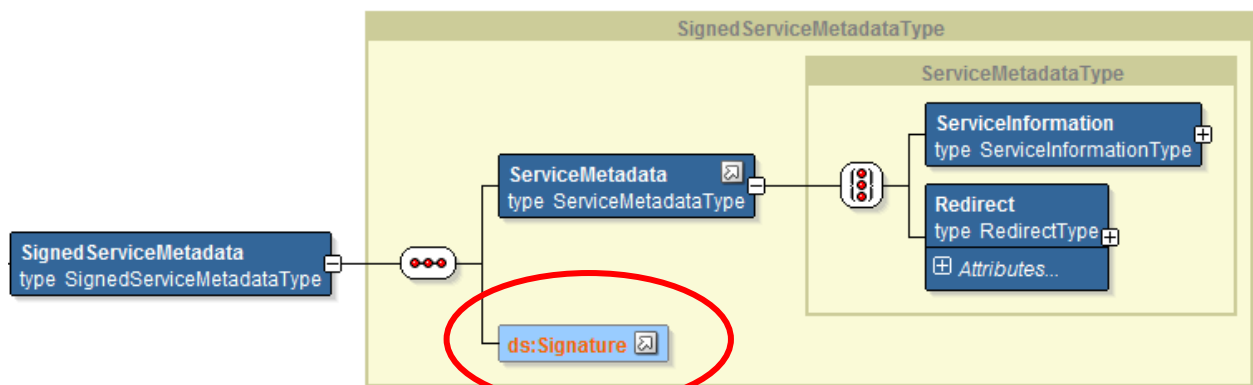 SignedServiceMetadataType
ServiceMetadataType
ServiceInformation
type ServiceInformationType
ServiceMetadata
type ServiceMetadataType
Redirect
type RedirectType
Attributes...
SignedServiceMetadata
type SignedServiceMetadataType
ds:Signature